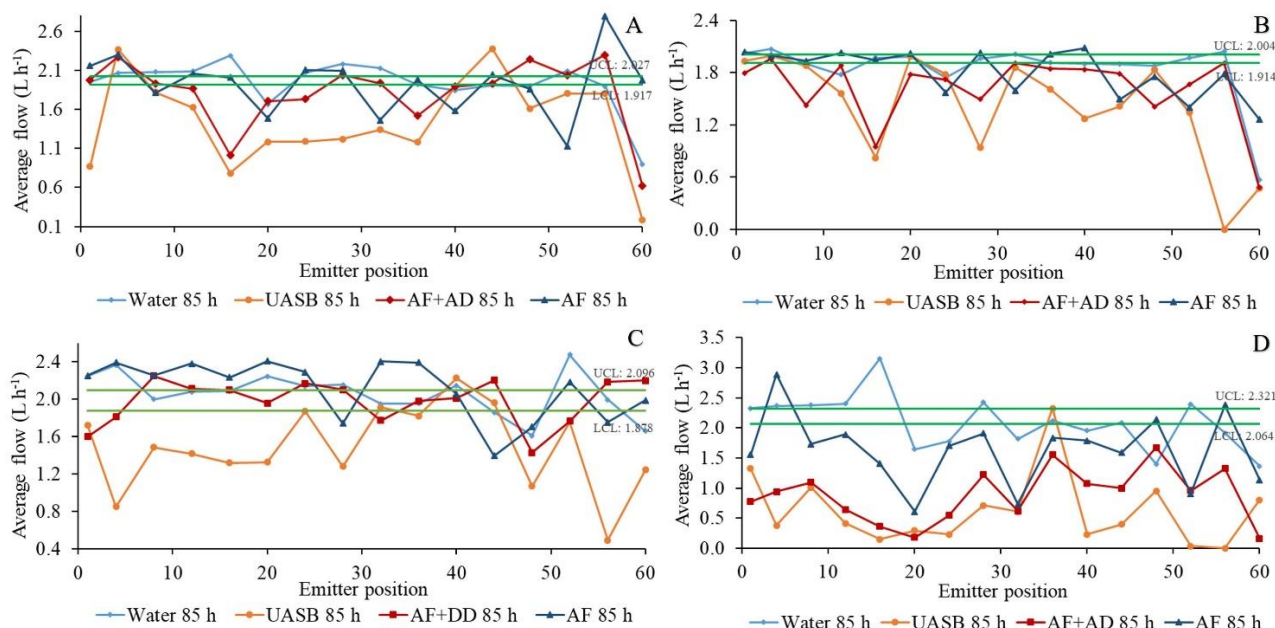 A
Average flow (L h⁻¹)
2.6
2.1
1.6
1.1
0.6
0.1
UCL: 2.027
LCL: 1.917
0 10 20 30 40 50 60
Emitter position
Water 85 h UASB 85 h AF+AD 85 h AF 85 h
B
Average flow (L h⁻¹)
2.4
1.8
1.2
0.6
0.0
UCL: 2.004
LCL: 1.914
0 10 20 30 40 50 60
Emitter position
Water 85 h UASB 85 h AF+AD 85 h AF 85 h
C
Average flow (L h⁻¹)
2.4
2.0
1.6
1.2
0.8
0.4
UCL: 2.096
LCL: 1.878
0 10 20 30 40 50 60
Emitter position
Water 85 h UASB 85 h AF+DD 85 h AF 85 h
D
Average flow (L h⁻¹)
3.5
3.0
2.5
2.0
1.5
1.0
0.5
0.0
UCL: 2.321
LCL: 2.064
0 10 20 30 40 50 60
Emitter position
Water 85 h UASB 85 h AF+AD 85 h AF 85 h